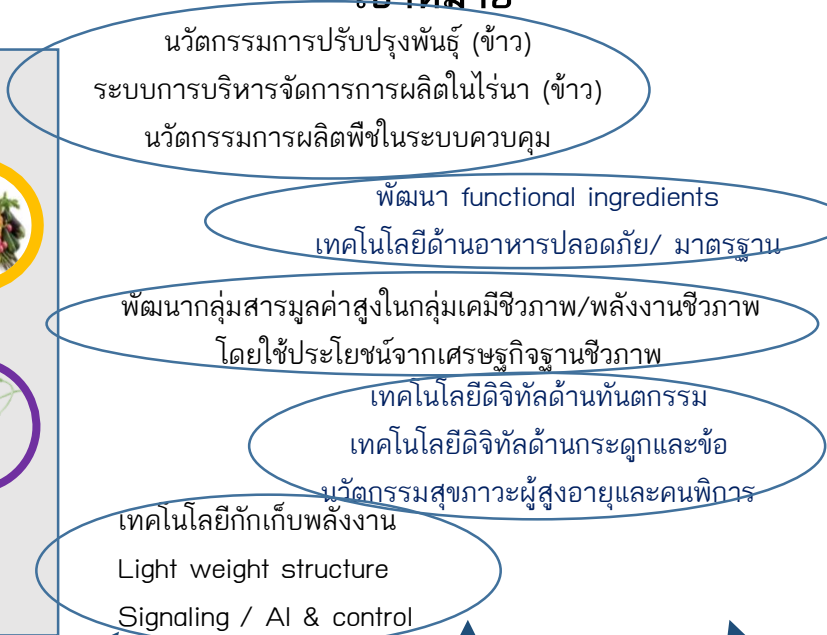 นวัตกรรมการปรับปรุงพันธุ์ (ข้าว)
ระบบการบริหารจัดการการผลิตในไร่นา (ข้าว)
นวัตกรรมการผลิตพืชในระบบควบคุม
พัฒนา functional ingredients
เทคโนโลยีด้านอาหารปลอดภัย/ มาตรฐาน
พัฒนากลุ่มสารมูลค่าสูงในกลุ่มเคมีชีวภาพ/พลังงานชีวภาพ
โดยใช้ประโยชน์จากเศรษฐกิจฐานชีวภาพ
เทคโนโลยีดิจิทัลด้านทันตกรรม
เทคโนโลยีดิจิทัลด้านกระดูกและข้อ
นวัตกรรมสุขภาวะผู้สูงอายุและคนพิการ
เทคโนโลยีกักเก็บพลังงาน
Light weight structure
Signaling / AI & control